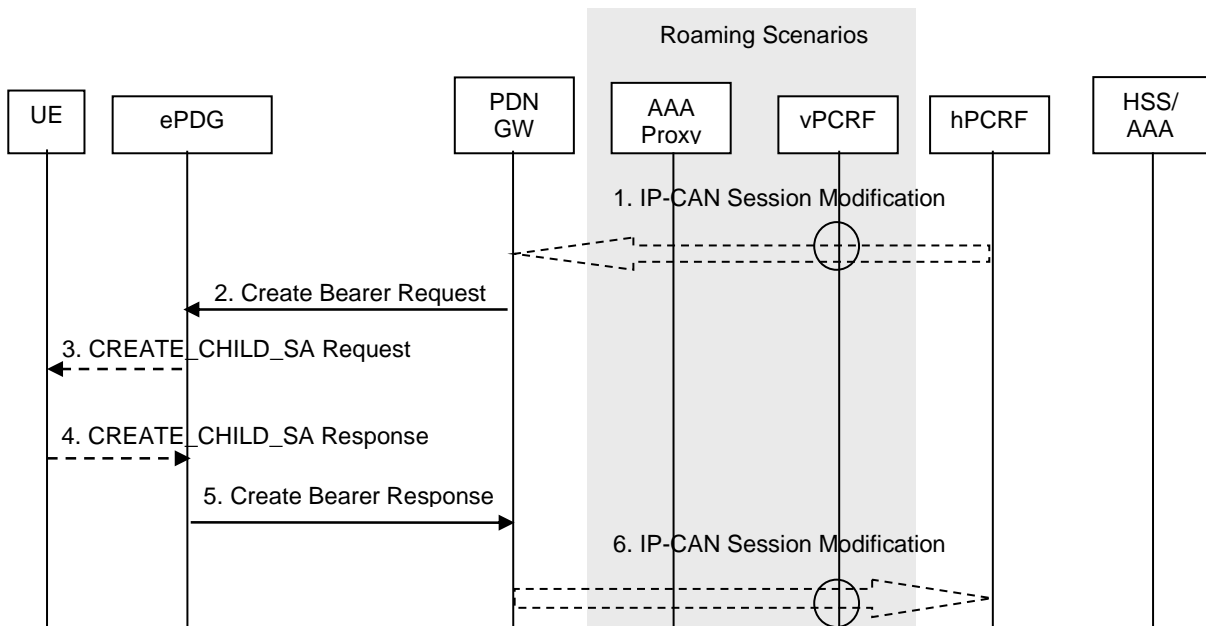 Roaming Scenarios
UE
ePDG
PDN
GW
AAA
Proxy
vPCRF
hPCRF
HSS/
AAA
1. IP-CAN Session Modification
2. Create Bearer Request
3. CREATE_CHILD_SA Request
4. CREATE_CHILD_SA Response
5. Create Bearer Response
6. IP-CAN Session Modification